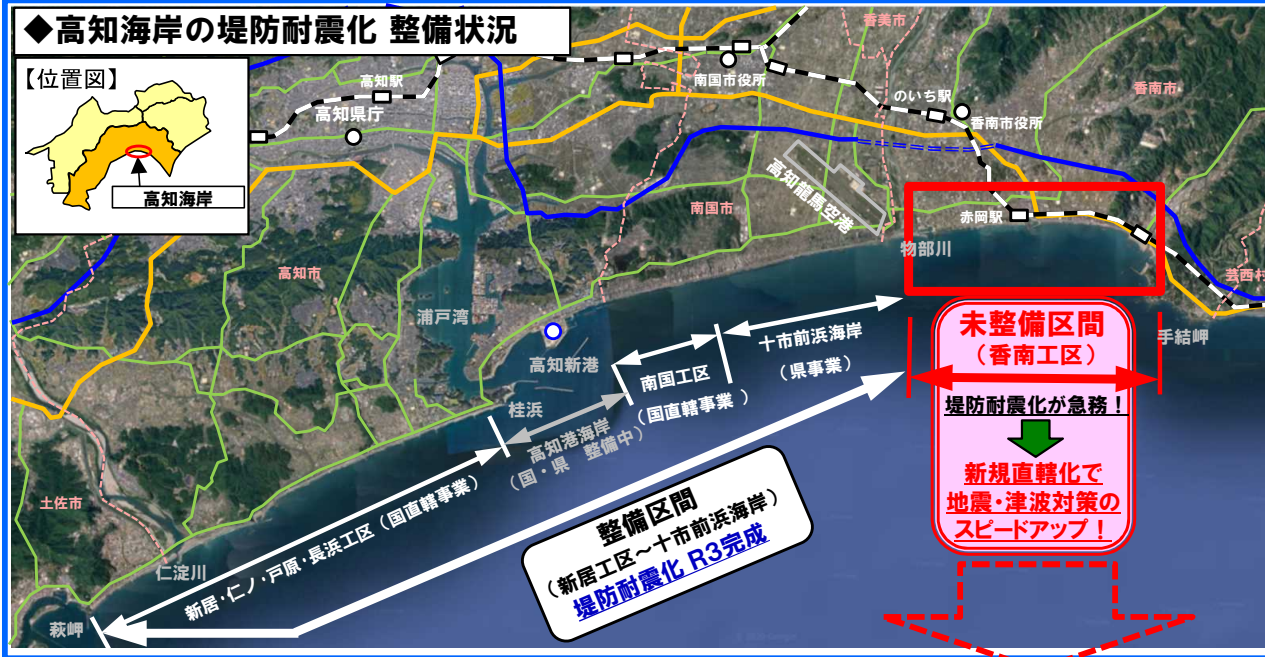 ◆高知海岸の堤防耐震化 整備状況
【位置図】
高知海岸
高知駅
高知県庁
南国市役所
香美市
のいち駅
香南市役所
香南市
高知龍馬空港
南国市
赤岡駅
物部川
芸西村
手結岬
高知市
浦戸湾
高知新港
桂浜
土佐市
仁淀川
萩岬
十市前浜海岸
(県事業)
南国工区
(国直轄事業 )
高知港海岸
(国・県 整備中)
新居・仁ノ・戸原・長浜工区(国直轄事業)
整備区間
(新居工区~十市前浜海岸)
堤防耐震化 R3完成
未整備区間
(香南工区)
堤防耐震化が急務!
新規直轄化で
地震・津波対策の
スピードアップ!